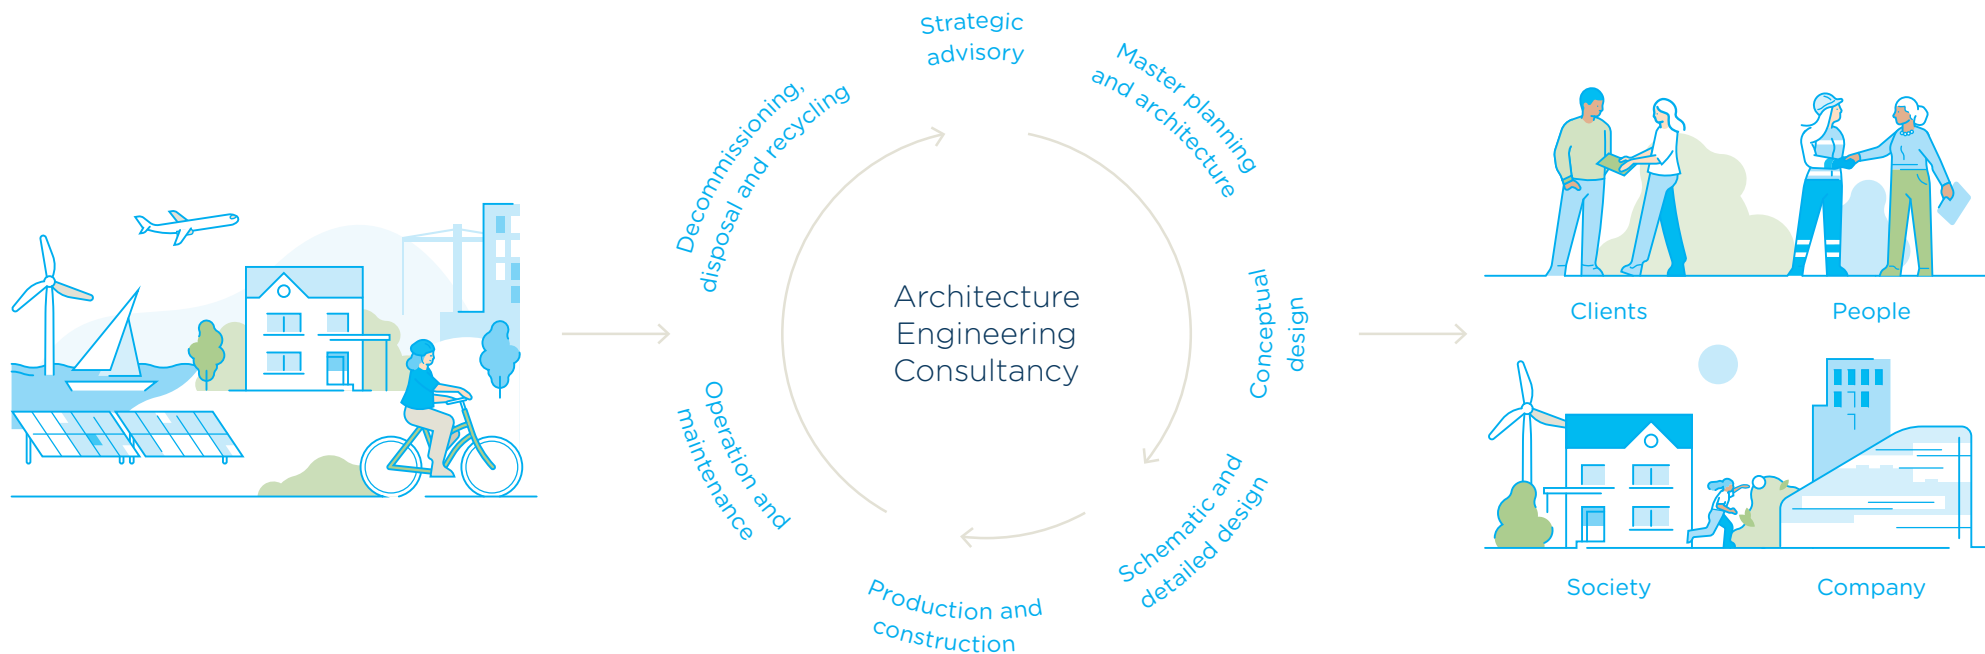 Strategic
advisory
Master planning
and architecture
Conceptual
design
Schematic and
detailed design
Production and
construction
Operation and
maintenance
Decommissioning,
disposal and recycling
Architecture
Engineering
Consultancy
Clients
People
Society
Company